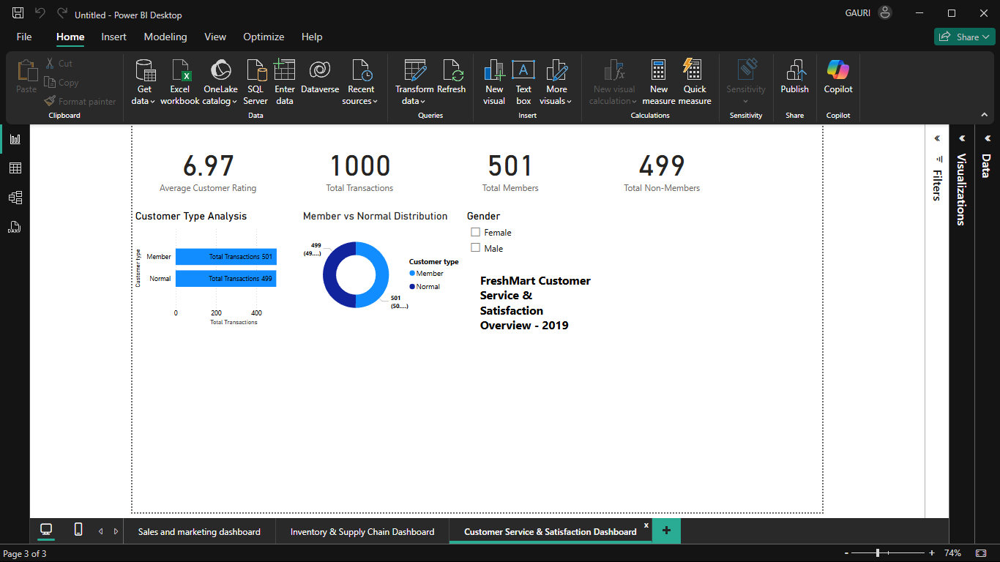 Untitled - Power BI Desktop
GAURI
File Home Insert Modeling View Optimize Help
Share
Paste
Cut
Copy
Format painter
Clipboard
Get data
Excel workbook
OneLake catalog
SQL Server
Enter data
Dataverse
Recent sources
Data
Transform data
Refresh
Queries
New visual
Text box
More visuals
Insert
New visual calculation
New measure
Quick measure
Calculations
Sensitivity
Sensitivity
Publish
Share
Copilot
Copilot
6.97
Average Customer Rating
1000
Total Transactions
501
Total Members
499
Total Non-Members
Customer Type Analysis
Customer type
Member
Total Transactions 501
Normal
Total Transactions 499
0 200 400
Total Transactions
Member vs Normal Distribution
499
(49....)
501
(50....)
Customer type
Member
Normal
Gender
Female
Male
FreshMart Customer
Service &
Satisfaction
Overview - 2019
Filters
Visualizations
Data
DAX
Sales and marketing dashboard
Inventory & Supply Chain Dashboard
Customer Service & Satisfaction Dashboard
x
+
Page 3 of 3
- + 74%